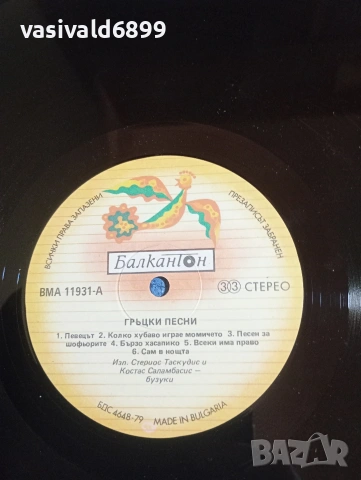 vasivald6899
ВСИЧКИ ПРАВА ЗАПАЗЕНИ
ПРЕЗАПИСЪТ ЗАБРАНЕН
Балкантон
ВМА 11931-А
33 СТЕРЕО
ГРЪЦКИ ПЕСНИ
1. Певецът 2. Колко хубаво играе момичето 3. Песен за
шофьорите 4. Бързо хасапико 5. Всеки има право
6. Сам в нощта
Изп. Стериос Таскудис и
Костас Саламбасис –
бузуки
БДС 4648-79 MADE IN BULGARIA
BAZAR